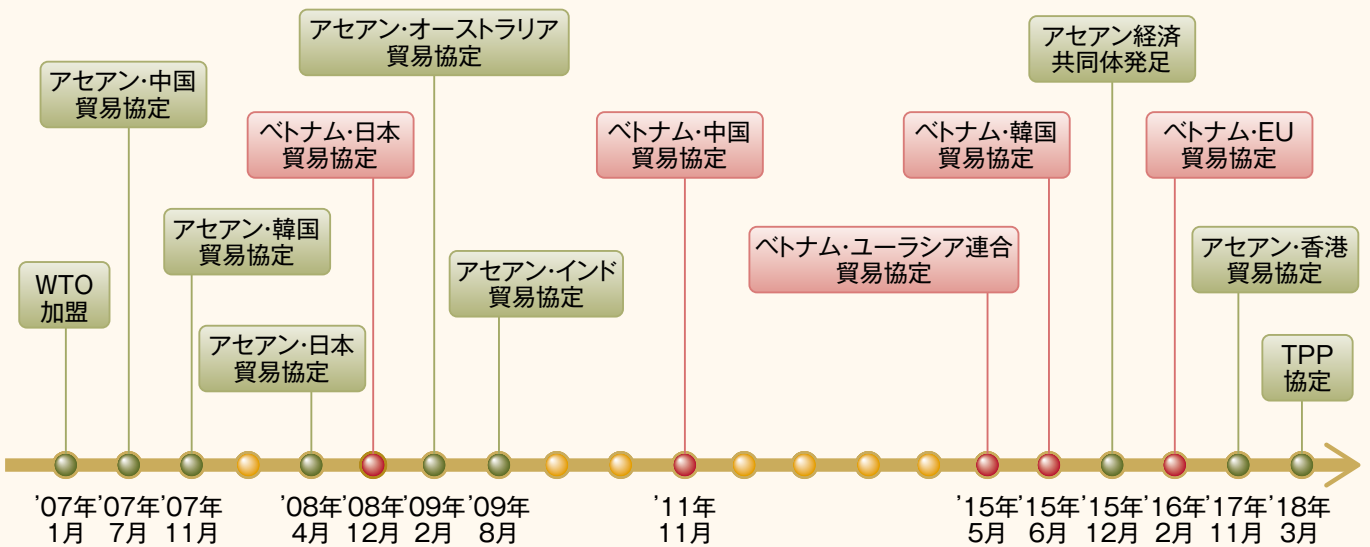 アセアン・オーストラリア
貿易協定
アセアン経済
共同体発足
アセアン・中国
貿易協定
ベトナム・日本
貿易協定
ベトナム・中国
貿易協定
ベトナム・韓国
貿易協定
ベトナム・EU
貿易協定
アセアン・韓国
貿易協定
ベトナム・ユーラシア連合
貿易協定
アセアン・香港
貿易協定
アセアン・インド
貿易協定
WTO
加盟
アセアン・日本
貿易協定
TPP
協定
'07年
1月
'07年
7月
'07年
11月
'08年
4月
'08年
12月
'09年
2月
'09年
8月
'11年
11月
'15年
5月
'15年
6月
'15年
12月
'16年
2月
'17年
11月
'18年
3月